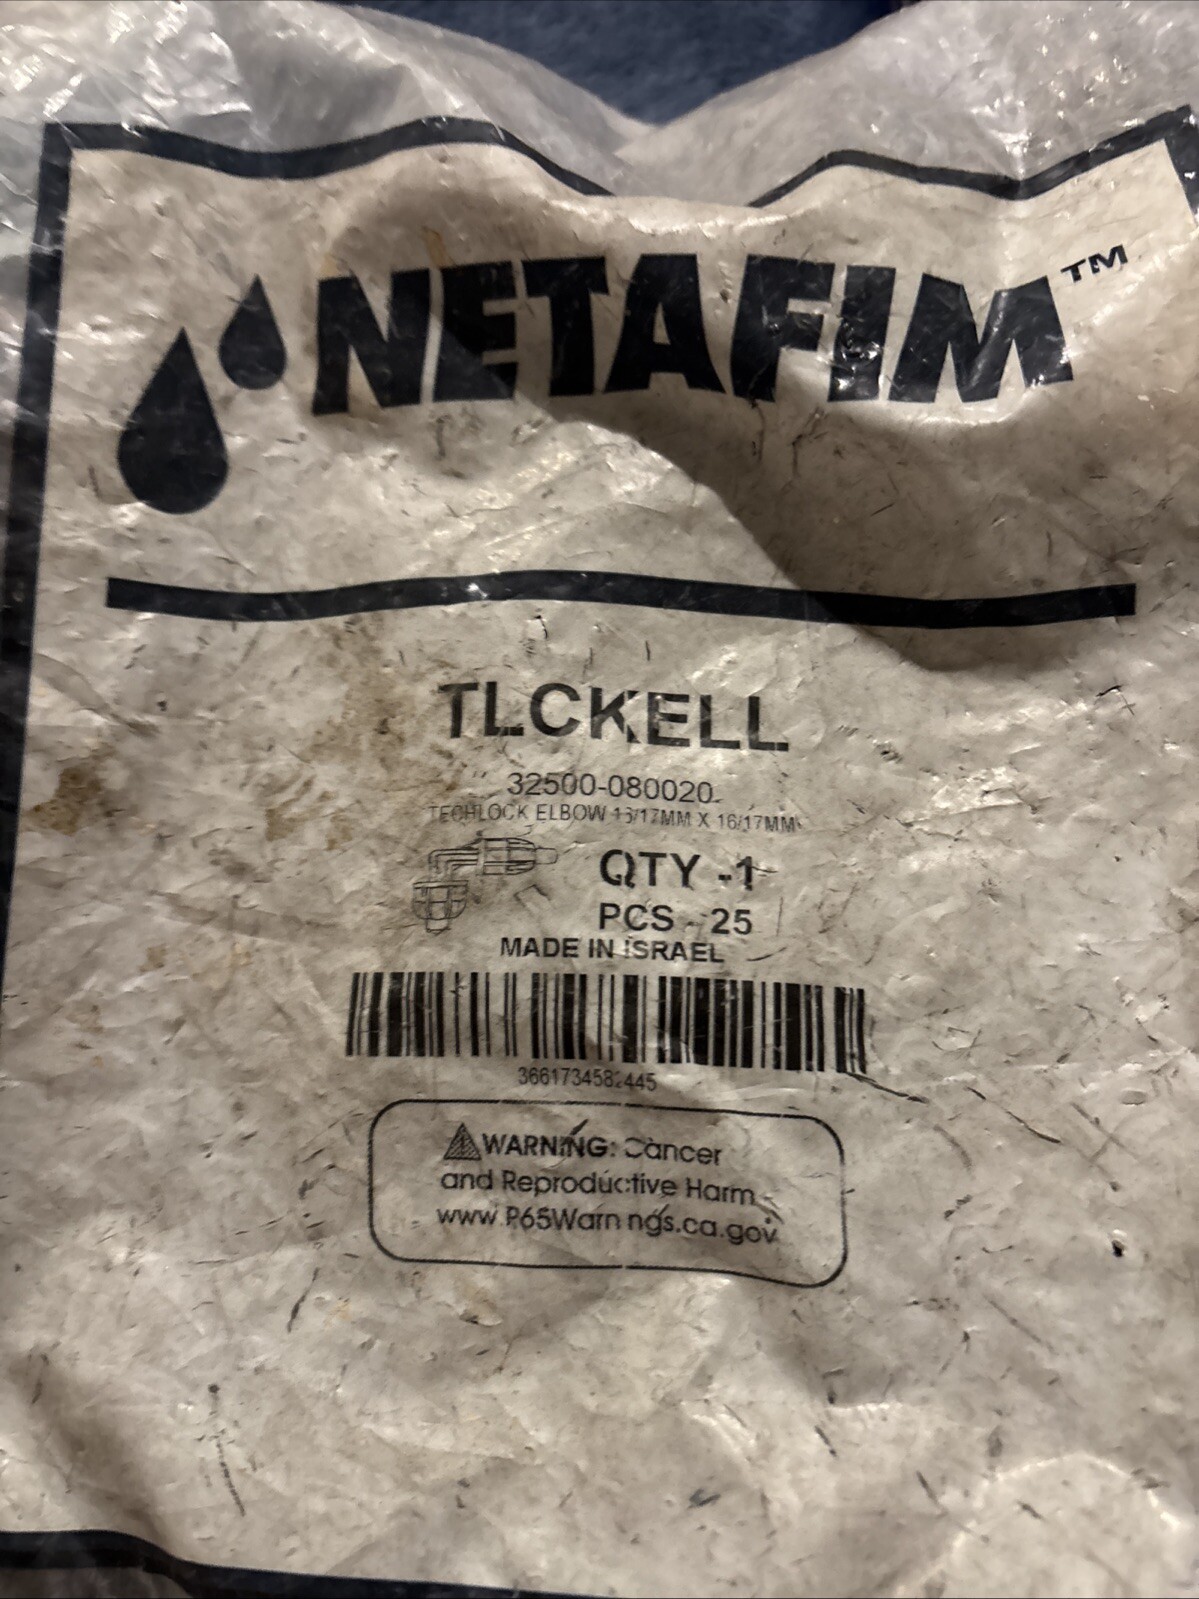 NETAFIM™
TLCKELL
32500-080020
TECHLOCK ELBOW 16/17MM X 16/17MM
QTY -1
PCS - 25
MADE IN ISRAEL
3661734582445
WARNING: Cancer
and Reproductive Harm -
www.P65Warnings.ca.gov